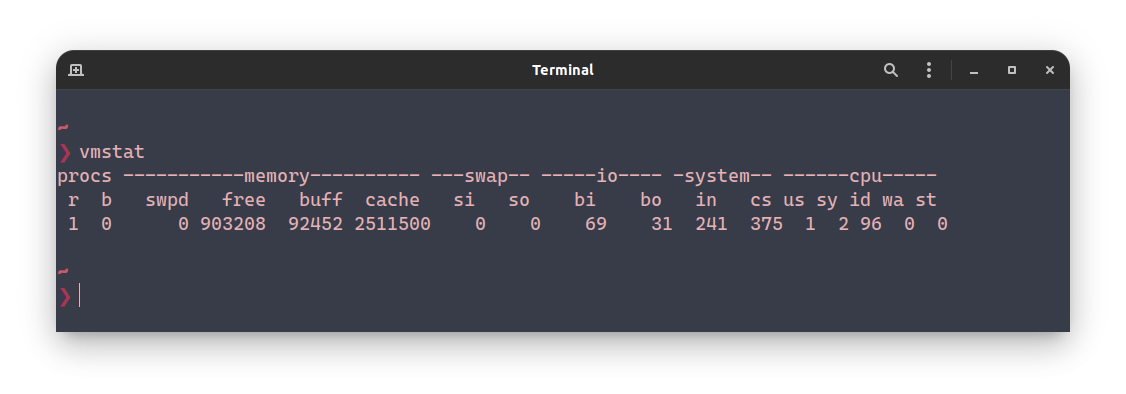 Terminal
~
❯ vmstat
procs -----------memory---------- ---swap-- -----io---- -system-- ------cpu-----
 r  b   swpd   free   buff  cache   si   so    bi    bo   in   cs us sy id wa st
 1  0      0 903208  92452 2511500    0    0    69    31  241  375  1  2 96  0  0
~
❯